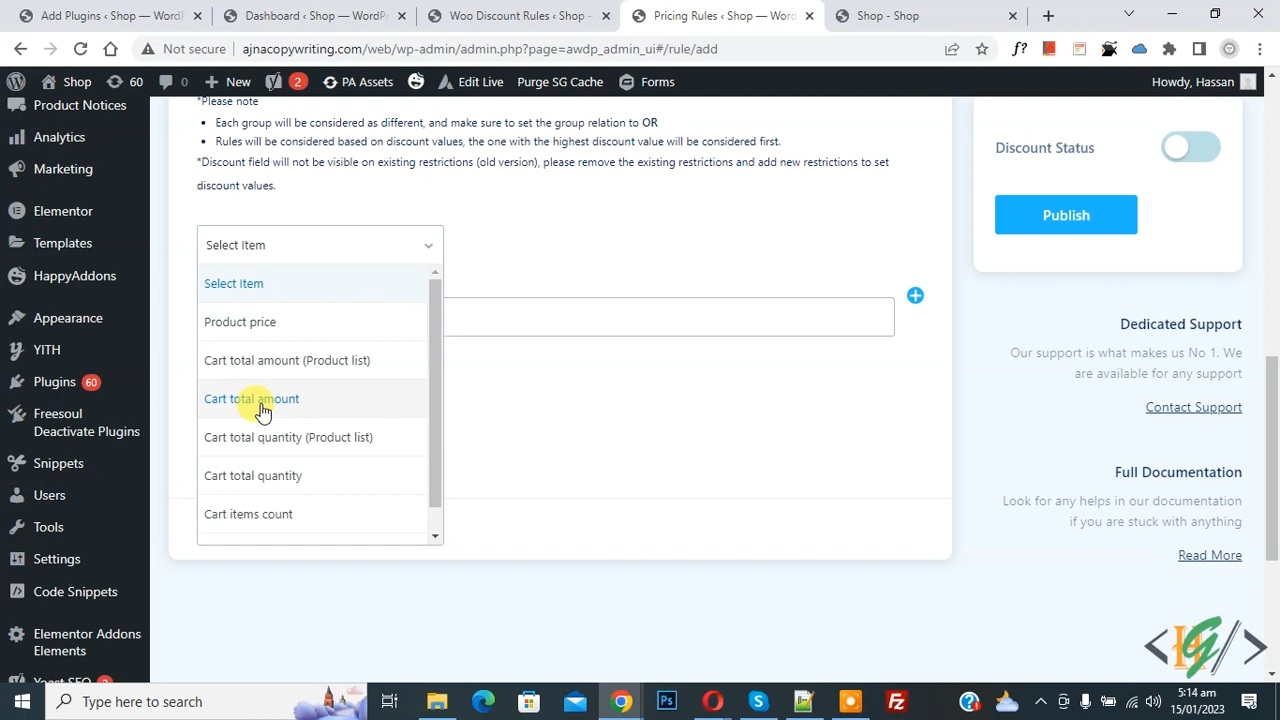 Add Plugins ‹ Shop — WordP
Dashboard ‹ Shop — WordPr
Woo Discount Rules ‹ Shop —
Pricing Rules ‹ Shop — Word
Shop - Shop
Not secure
ajnacopywriting.com/web/wp-admin/admin.php?page=awdp_admin_ui#/rule/add
Shop
60
0
New
2
PA Assets
Edit Live
Purge SG Cache
Forms
Howdy, Hassan
Product Notices
Analytics
Marketing
Elementor
Templates
HappyAddons
Appearance
YITH
Plugins 60
Freesoul
Deactivate Plugins
Snippets
Users
Tools
Settings
Code Snippets
Elementor Addons
Elements
Yoast SEO 2
*Please note
• Each group will be considered as different, and make sure to set the group relation to OR
• Rules will be considered based on discount values, the one with the highest discount value will be considered first.
*Discount field will not be visible on existing restrictions (old version), please remove the existing restrictions and add new restrictions to set
discount values.
Select Item
Select Item
Product price
Cart total amount (Product list)
Cart total amount
Cart total quantity (Product list)
Cart total quantity
Cart items count
Discount Status
Publish
Dedicated Support
Our support is what makes us No 1. We
are available for any support
Contact Support
Full Documentation
Look for any helps in our documentation
if you are stuck with anything
Read More
Type here to search
5:14 am
15/01/2023